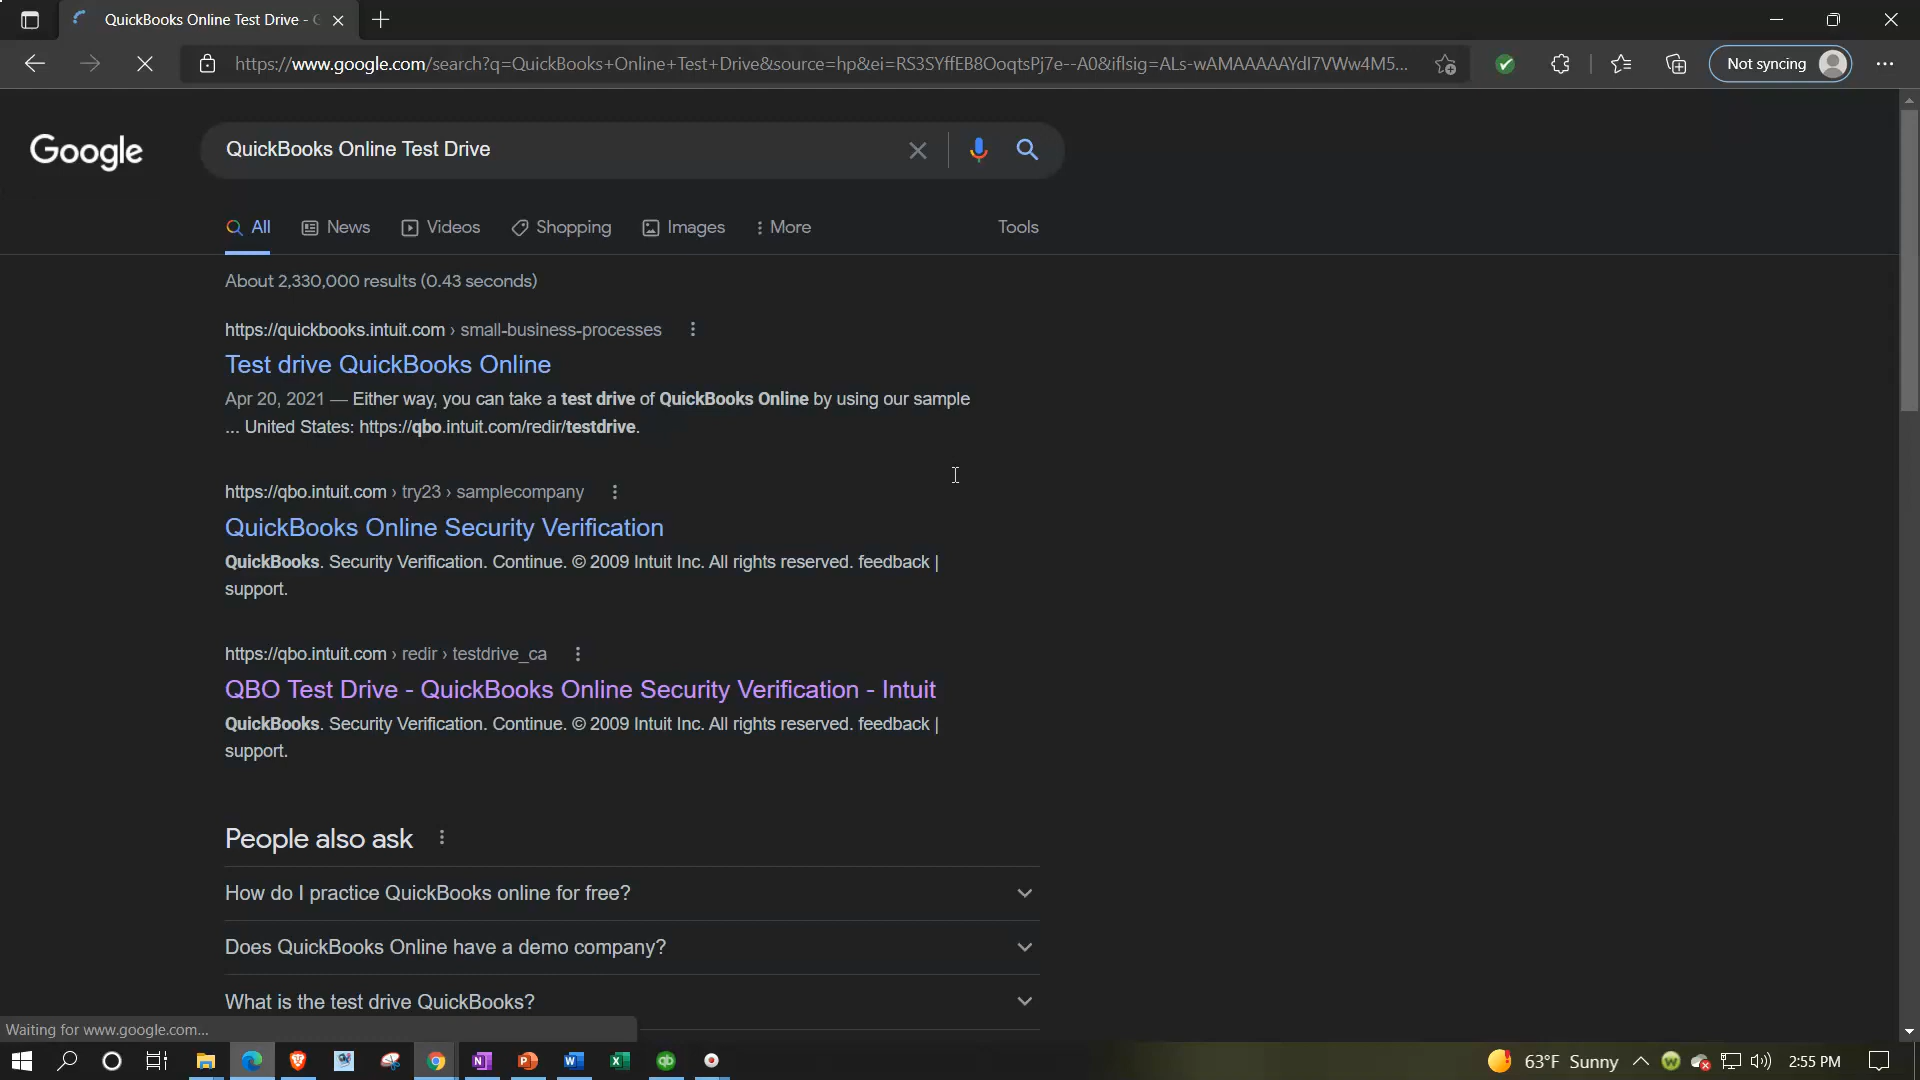 QuickBooks Online Test Drive - G
https://www.google.com/search?q=QuickBooks+Online+Test+Drive&source=hp&ei=RS3SYffEB8OoqtsPj7e--A0&iflsig=ALs-wAMAAAAAYdI7VWw4M5...
Not syncing
Google
QuickBooks Online Test Drive
All
News
Videos
Shopping
Images
More
Tools
About 2,330,000 results (0.43 seconds)
https://quickbooks.intuit.com › small-business-processes
Test drive QuickBooks Online
Apr 20, 2021 — Either way, you can take a test drive of QuickBooks Online by using our sample
... United States: https://qbo.intuit.com/redir/testdrive.
https://qbo.intuit.com › try23 › samplecompany
QuickBooks Online Security Verification
QuickBooks. Security Verification. Continue. © 2009 Intuit Inc. All rights reserved. feedback |
support.
https://qbo.intuit.com › redir › testdrive_ca
QBO Test Drive - QuickBooks Online Security Verification - Intuit
QuickBooks. Security Verification. Continue. © 2009 Intuit Inc. All rights reserved. feedback |
support.
People also ask
How do I practice QuickBooks online for free?
Does QuickBooks Online have a demo company?
What is the test drive QuickBooks?
Waiting for www.google.com...
63°F Sunny
2:55 PM